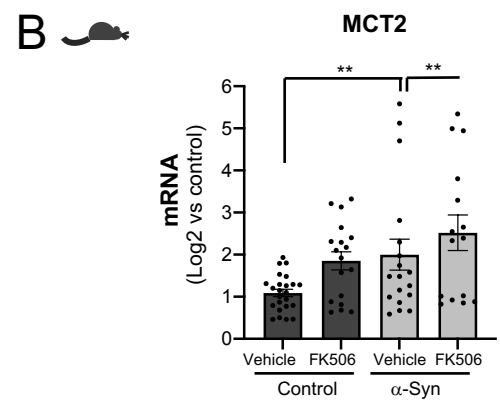 B
MCT2
** **
mRNA
(Log2 vs control)
6
5
4
3
2
1
0
Vehicle FK506 Vehicle FK506
Control α-Syn